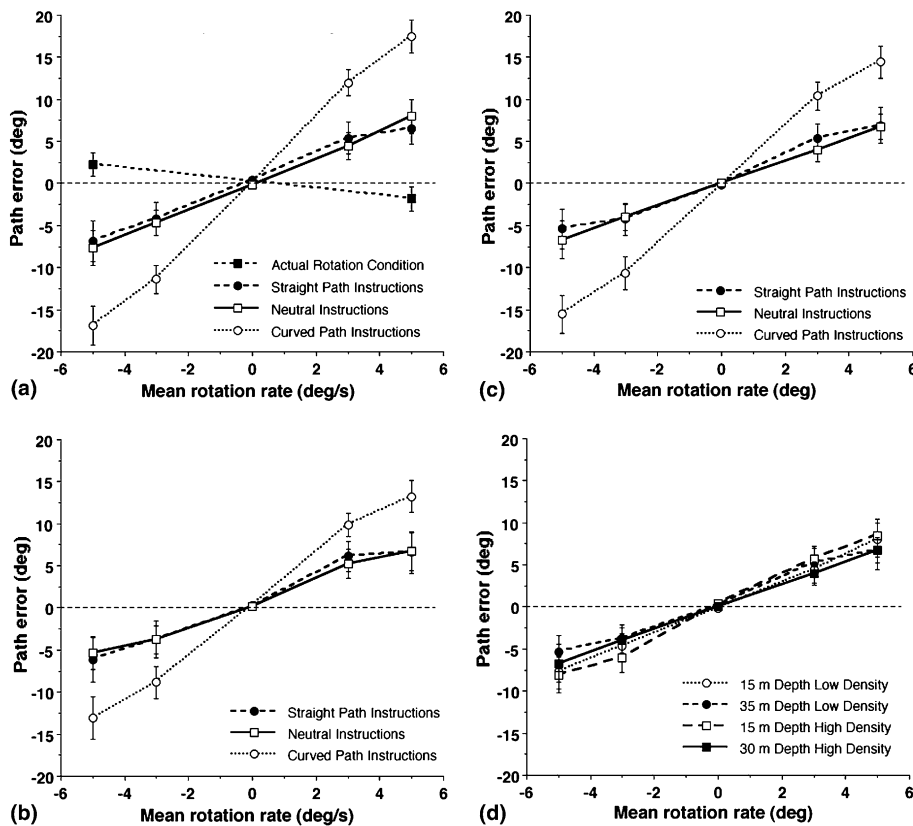 20
15
10
5
0
-5
-10
-15
-20
Path error (deg)
-6 -4 -2 0 2 4 6
Mean rotation rate (deg/s)
Actual Rotation Condition
Straight Path Instructions
Neutral Instructions
Curved Path Instructions
(a)
20
15
10
5
0
-5
-10
-15
-20
Path error (deg)
-6 -4 -2 0 2 4 6
Mean rotation rate (deg)
Straight Path Instructions
Neutral Instructions
Curved Path Instructions
(c)
20
15
10
5
0
-5
-10
-15
-20
Path error (deg)
-6 -4 -2 0 2 4 6
Mean rotation rate (deg/s)
Straight Path Instructions
Neutral Instructions
Curved Path Instructions
(b)
20
15
10
5
0
-5
-10
-15
-20
Path error (deg)
-6 -4 -2 0 2 4 6
Mean rotation rate (deg)
15 m Depth Low Density
35 m Depth Low Density
15 m Depth High Density
30 m Depth High Density
(d)